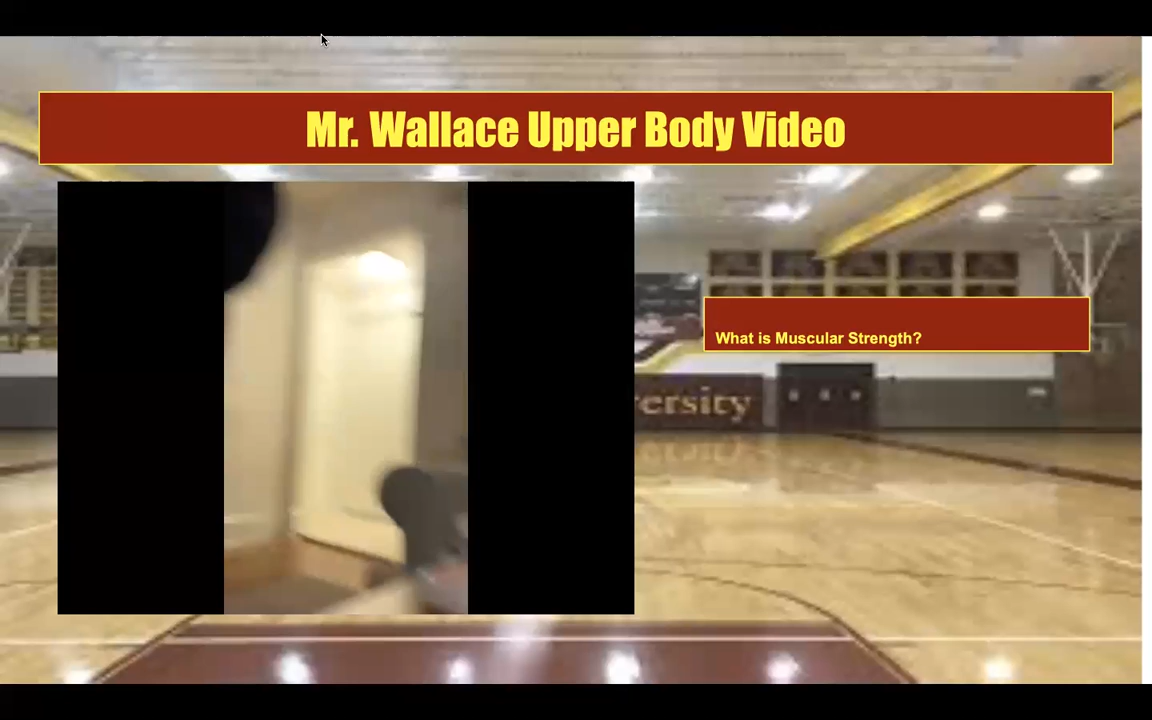 Mr. Wallace Upper Body Video
What is Muscular Strength?
ersity